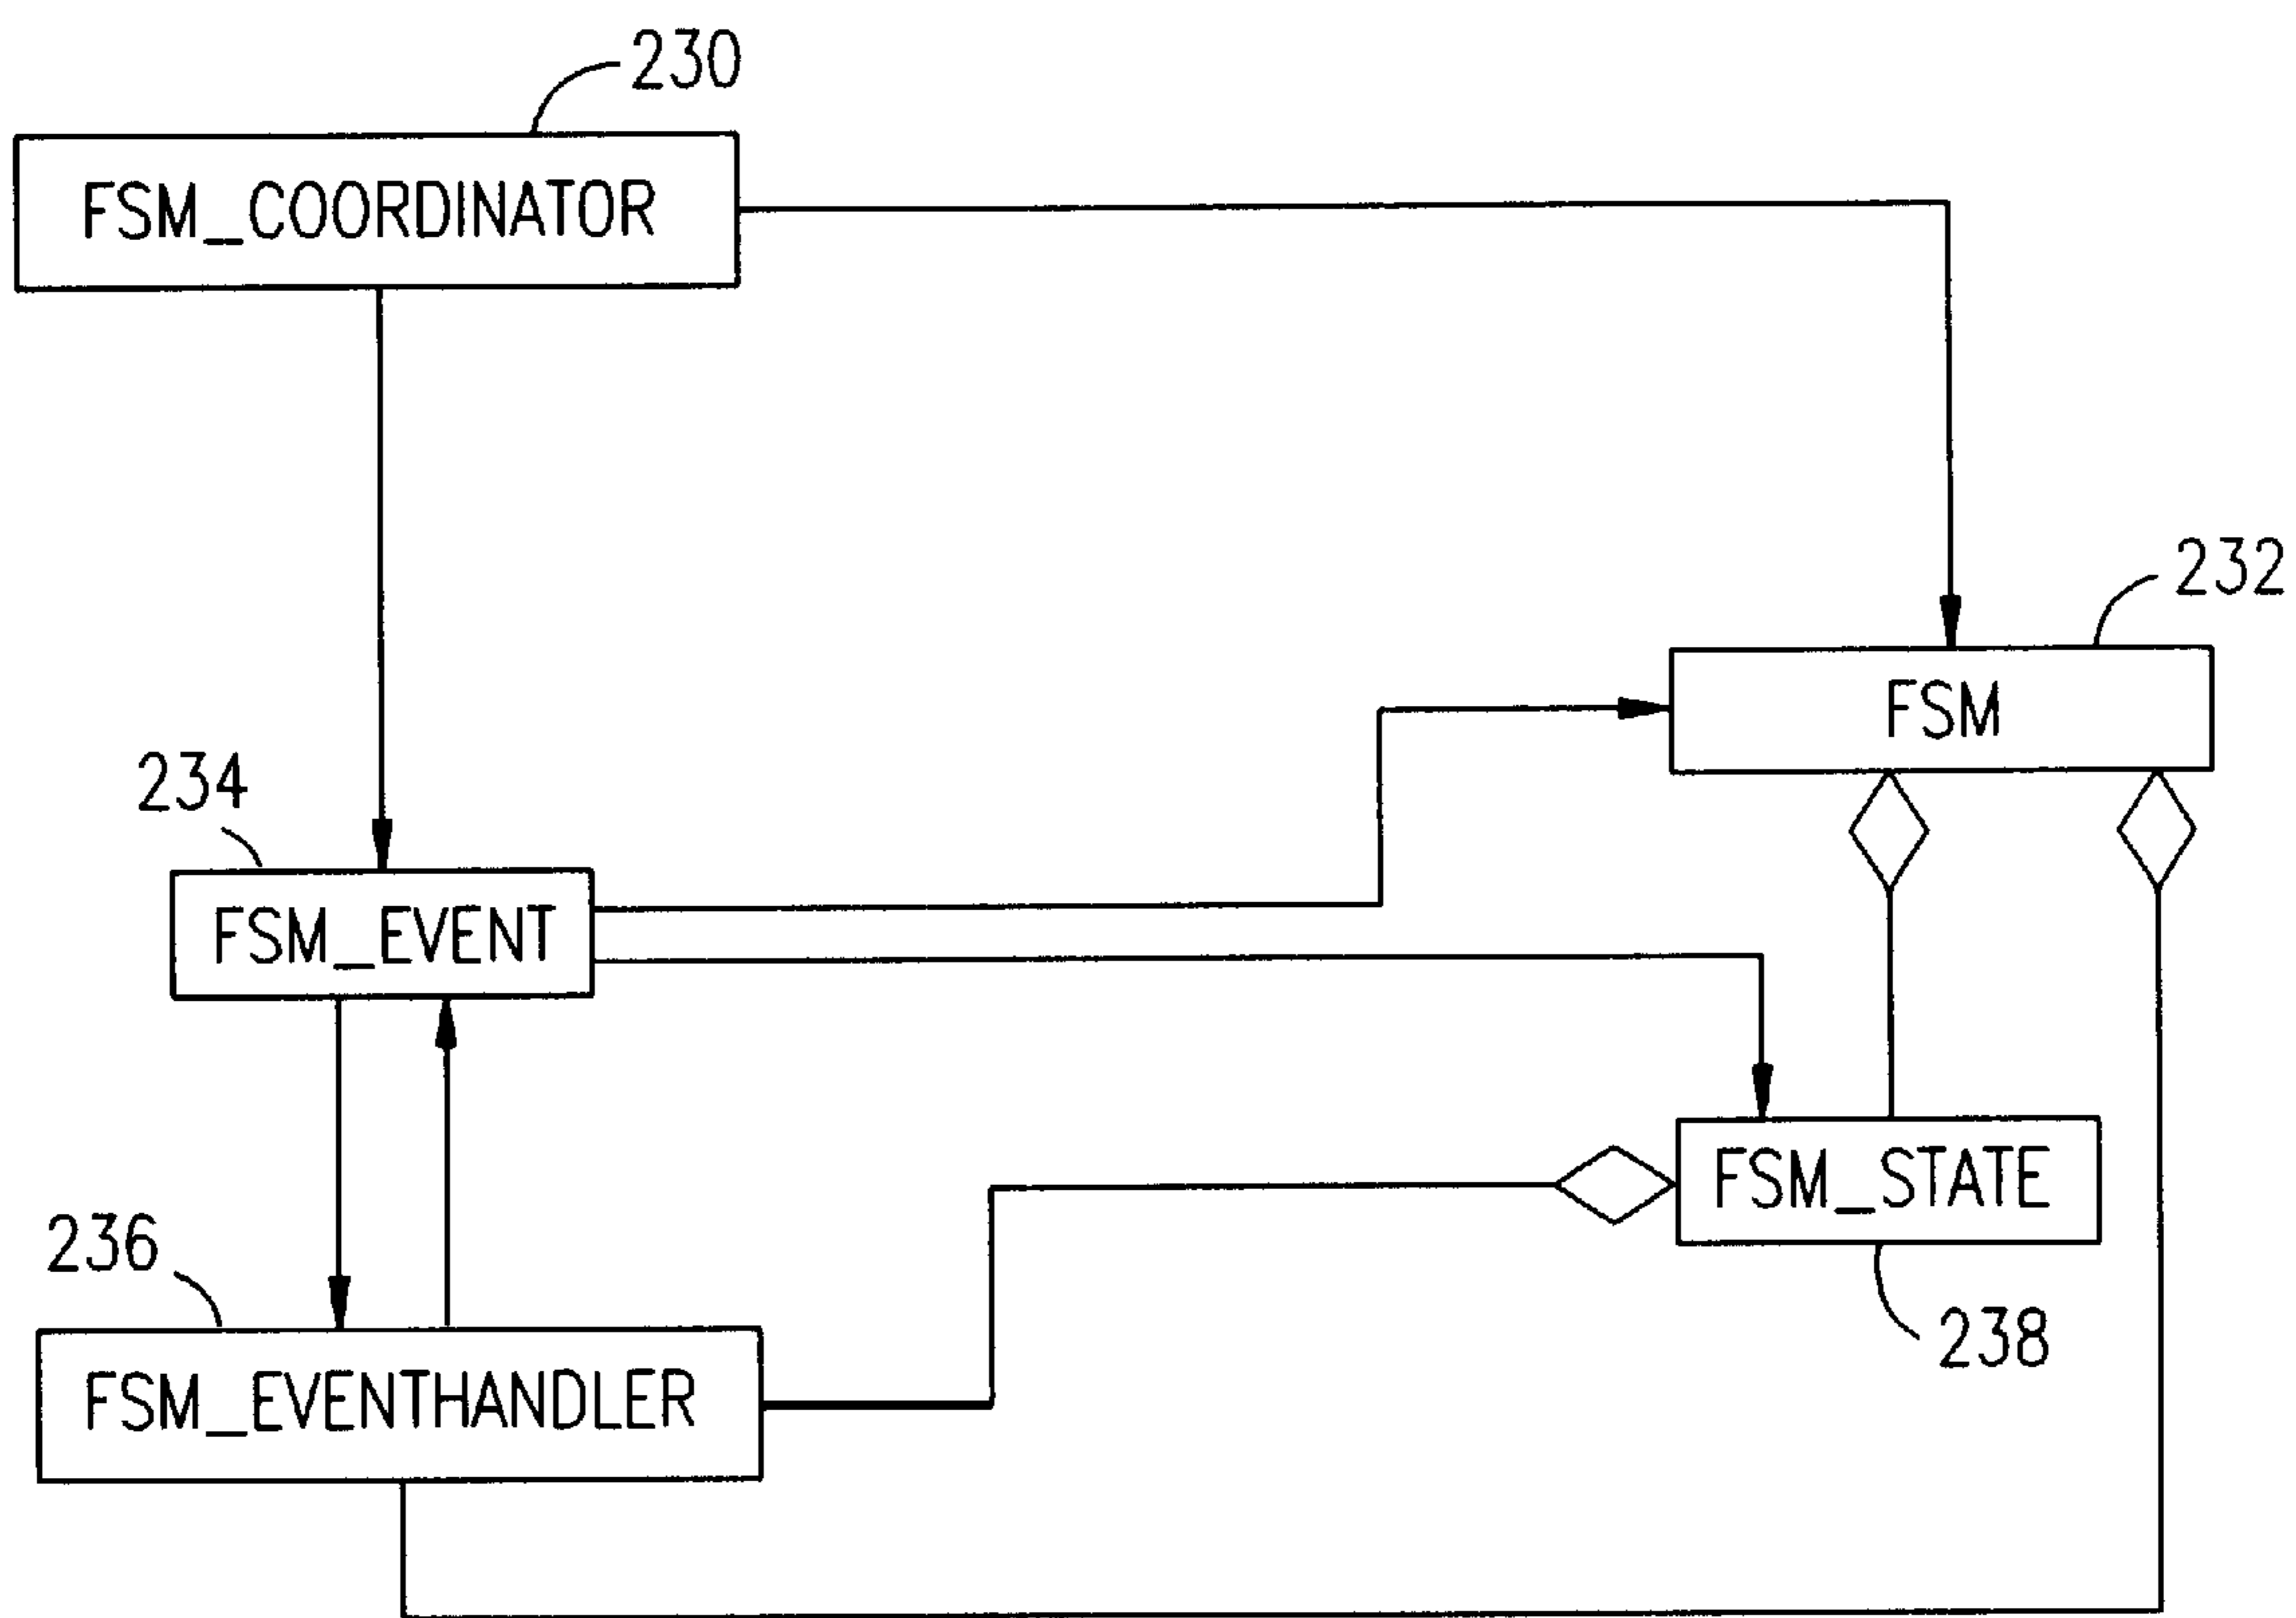 230
FSM_COORDINATOR
232
FSM
234
FSM_EVENT
FSM_STATE
236
238
FSM_EVENTHANDLER